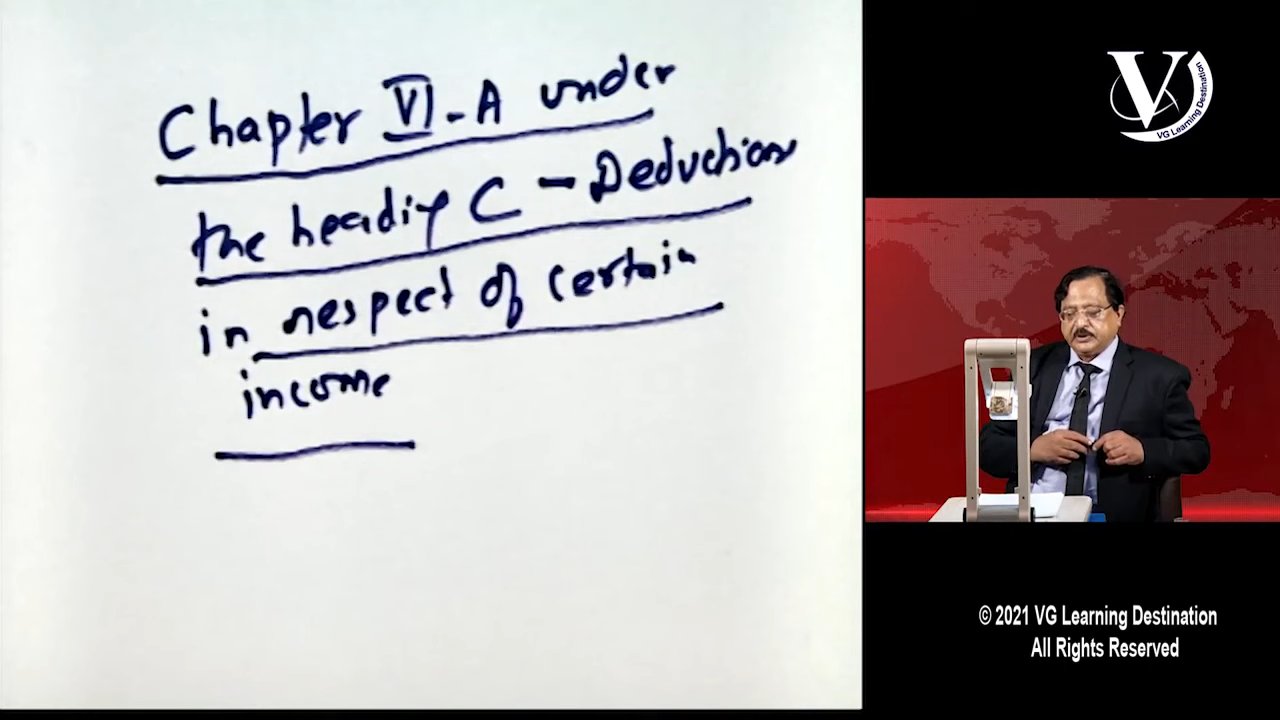 Chapter VI-A under
the heading C - Deductions
in respect of certain
income
V
VG Learning Destination
© 2021 VG Learning Destination
All Rights Reserved